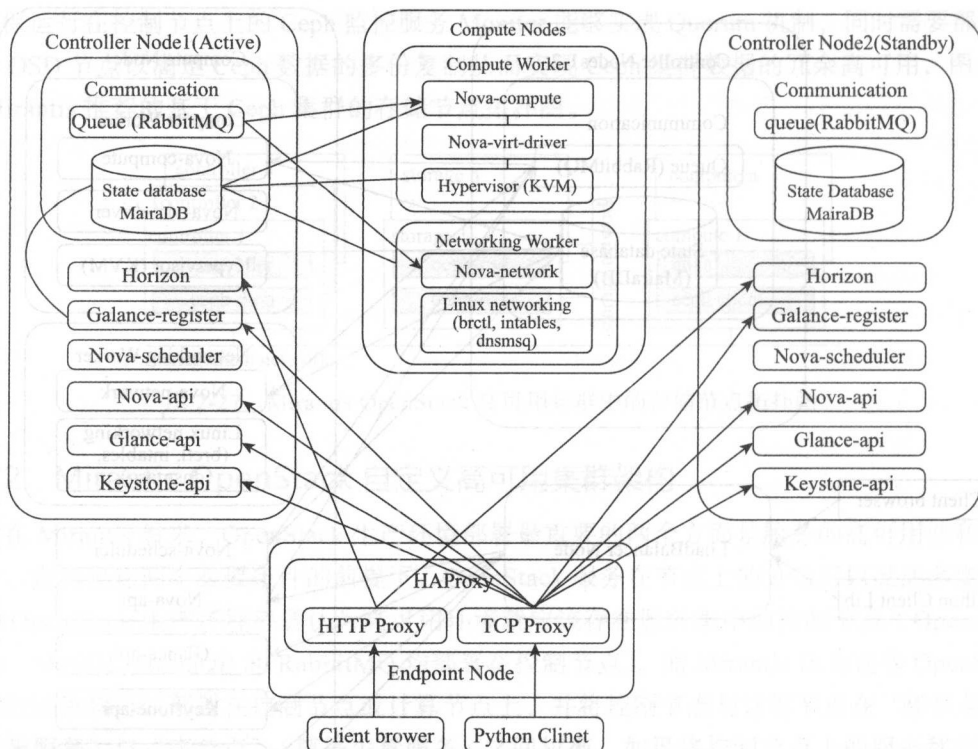 Controller Node1(Active)
Communication
Queue (RabbitMQ)
State database
MairaDB
Horizon
Galance-register
Nova-scheduler
Nova-api
Glance-api
Keystone-api
Compute Nodes
Compute Worker
Nova-compute
Nova-virt-driver
Hypervisor (KVM)
Networking Worker
Nova-network
Linux networking
(brctl, intables,
dnsmsq)
Controller Node2(Standby)
Communication
queue(RabbitMQ)
State Database
MairaDB
Horizon
Galance-register
Nova-scheduler
Nova-api
Glance-api
Keystone-api
HAProxy
HTTP Proxy
TCP Proxy
Endpoint Node
Client brower
Python Clinet